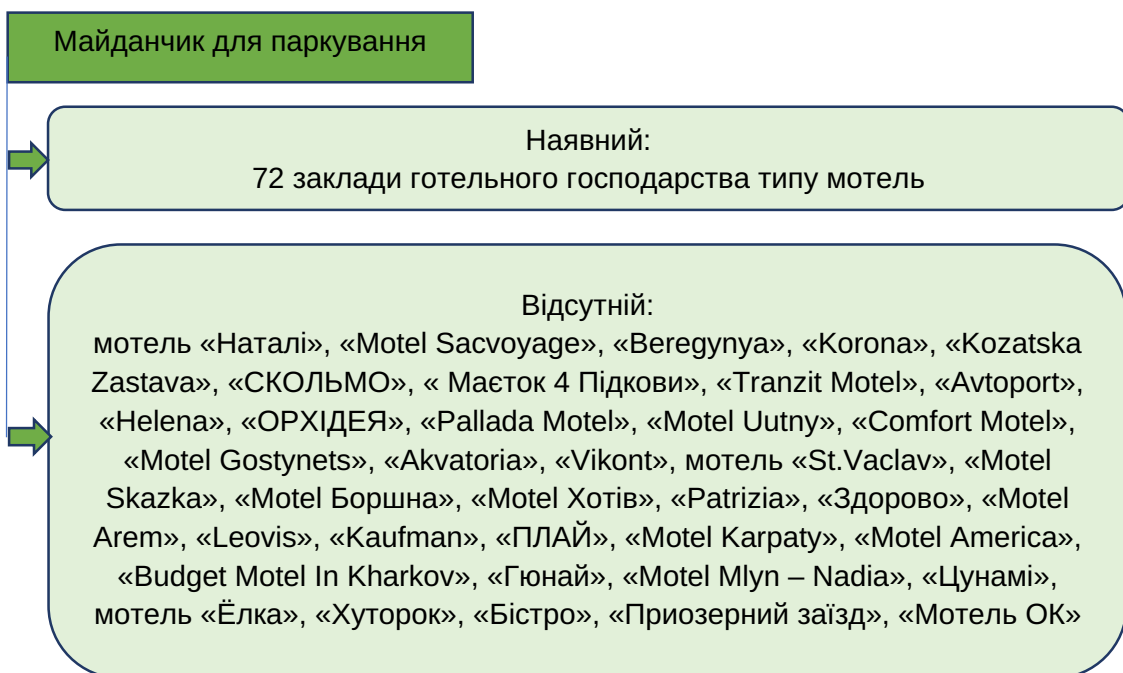 Майданчик для паркування
Наявний:
72 заклади готельного господарства типу мотель
Відсутній:
мотель «Наталі», «Motel Sacvoyage», «Beregynya», «Korona», «Kozatska
Zastava», «СКОЛЬМО», « Маєток 4 Підкови», «Tranzit Motel», «Avtoport»,
«Helena», «ОРХІДЕЯ», «Pallada Motel», «Motel Uutny», «Comfort Motel»,
«Motel Gostynets», «Akvatoria», «Vikont», мотель «St.Vaclav», «Motel
Skazka», «Motel Боршна», «Motel Хотів», «Patrizia», «Здорово», «Motel
Arem», «Leovis», «Kaufman», «ПЛАЙ», «Motel Karpaty», «Motel America»,
«Budget Motel In Kharkov», «Гюнай», «Motel Mlyn – Nadia», «Цунамі»,
мотель «Ёлка», «Хуторок», «Бістро», «Приозерний заїзд», «Мотель ОК»